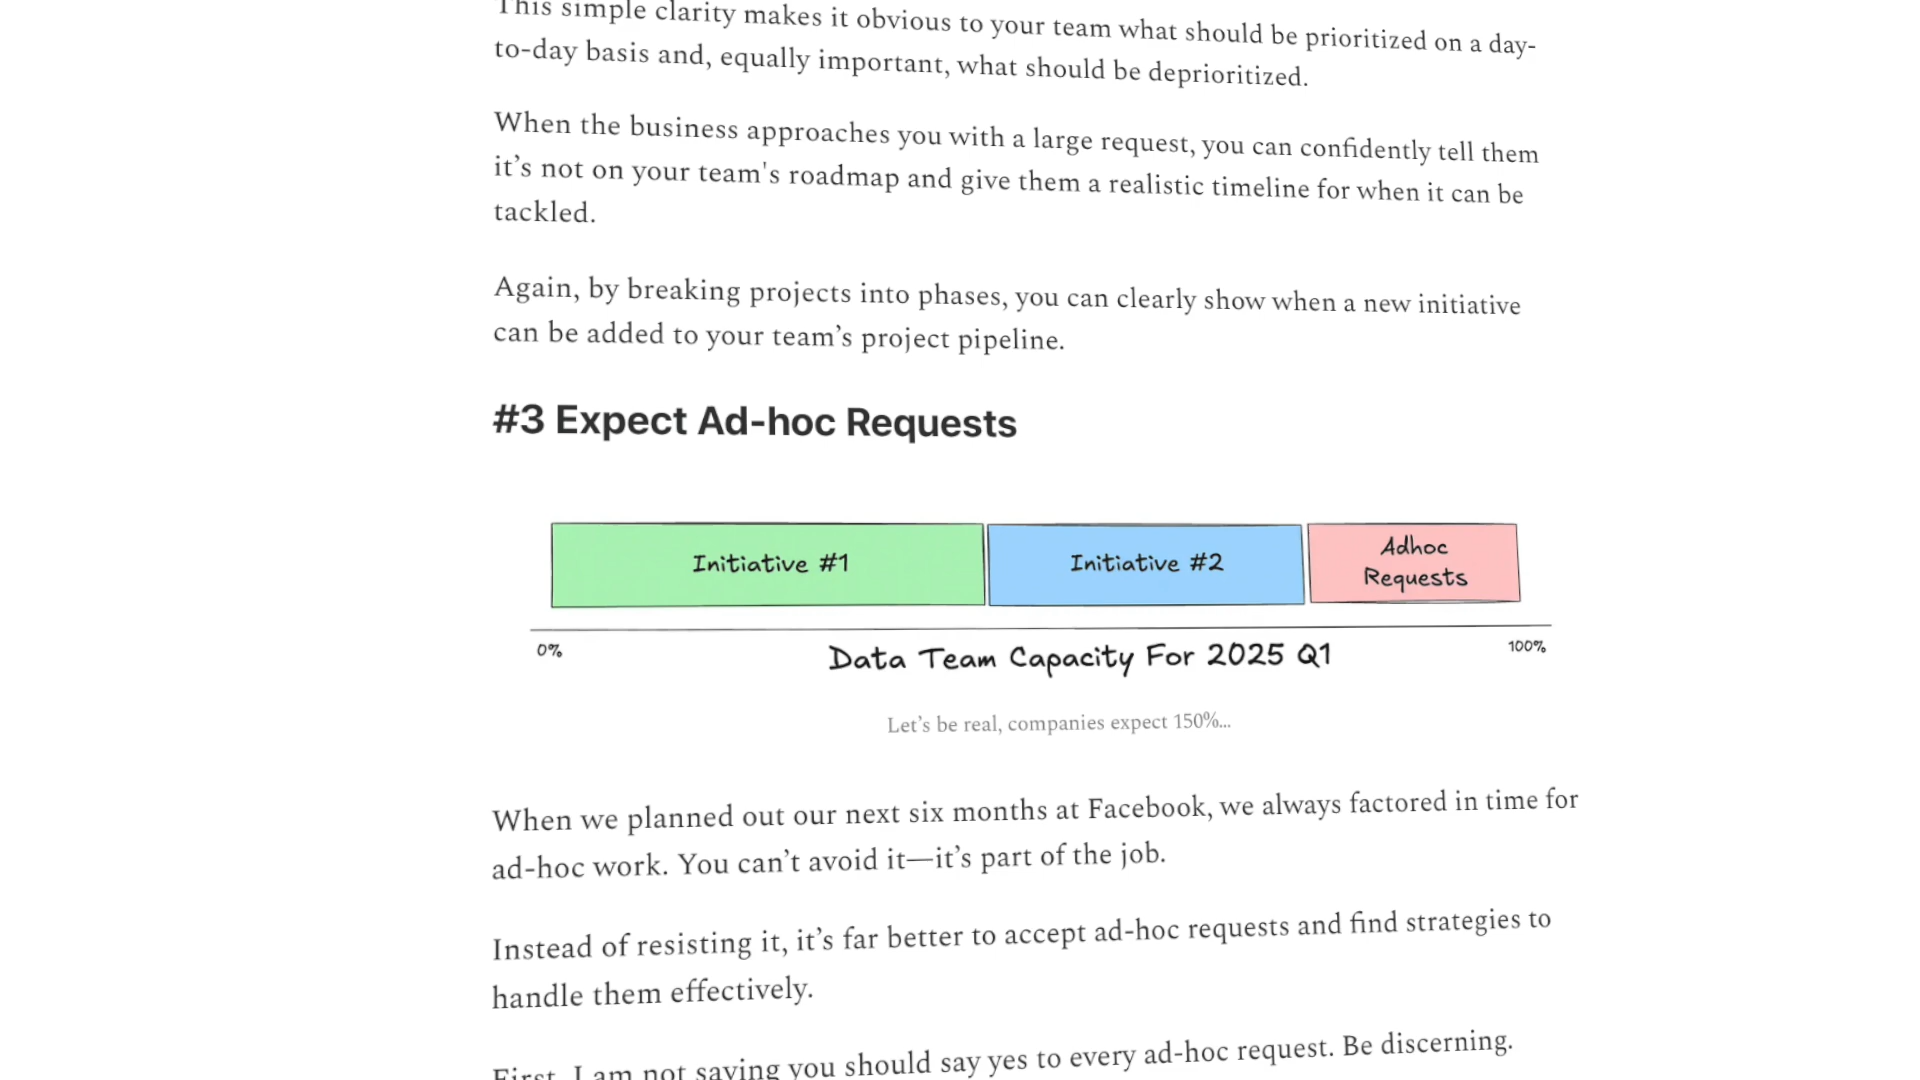 This simple clarity makes it obvious to your team what should be prioritized on a day-
to-day basis and, equally important, what should be deprioritized.
When the business approaches you with a large request, you can confidently tell them
it’s not on your team's roadmap and give them a realistic timeline for when it can be
tackled.
Again, by breaking projects into phases, you can clearly show when a new initiative
can be added to your team’s project pipeline.
#3 Expect Ad-hoc Requests
Initiative #1
Initiative #2
Adhoc
Requests
0%
Data Team Capacity For 2025 Q1
100%
Let’s be real, companies expect 150%...
When we planned out our next six months at Facebook, we always factored in time for
ad-hoc work. You can’t avoid it—it’s part of the job.
Instead of resisting it, it’s far better to accept ad-hoc requests and find strategies to
handle them effectively.
First, I am not saying you should say yes to every ad-hoc request. Be discerning.